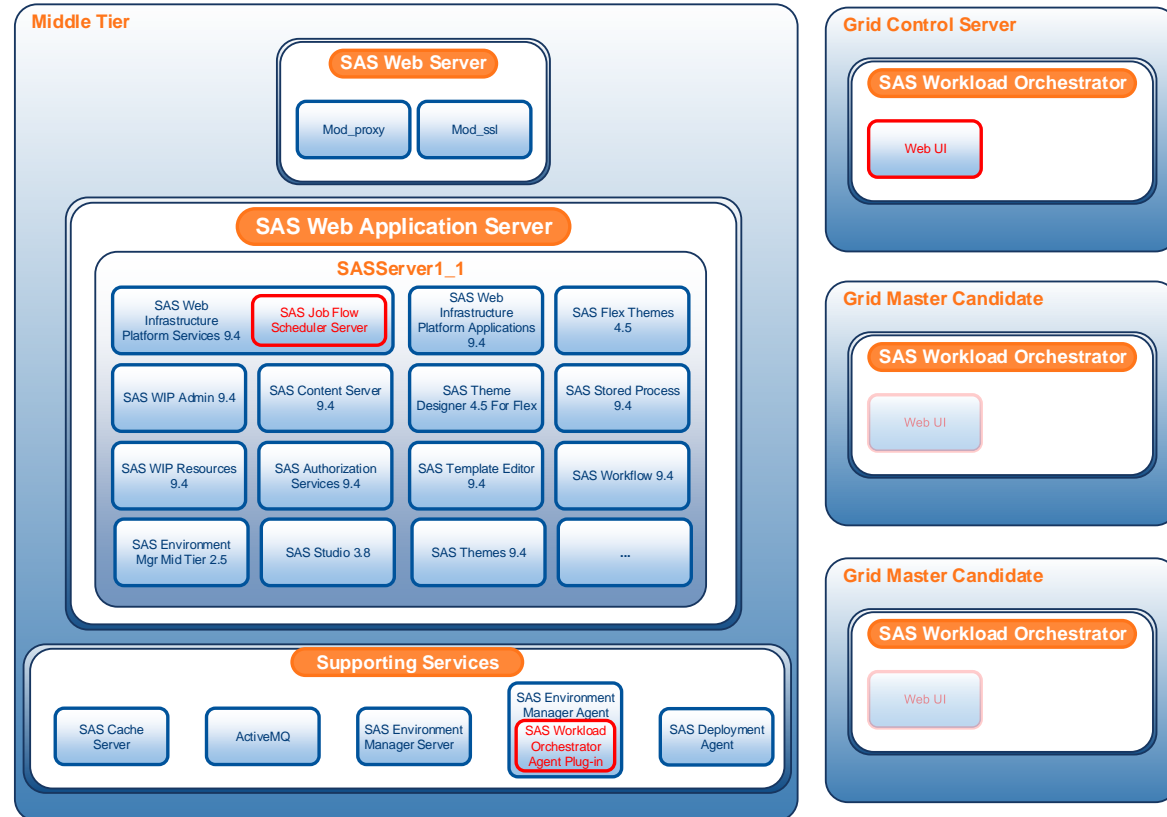 Middle Tier
SAS Web Server
Mod_proxy
Mod_ssl
SAS Web Application Server
SASServer1_1
SAS Web
Infrastructure
Platform Services 9.4
SAS Job Flow
Scheduler Server
SAS Web
Infrastructure
Platform Applications
9.4
SAS Flex Themes
4.5
SAS WIP Admin 9.4
SAS Content Server
9.4
SAS Theme
Designer 4.5 For Flex
SAS Stored Process
9.4
SAS WIP Resources
9.4
SAS Authorization
Services 9.4
SAS Template Editor
9.4
SAS Workflow 9.4
SAS Environment
Mgr Mid Tier 2.5
SAS Studio 3.8
SAS Themes 9.4
...
Supporting Services
SAS Cache
Server
ActiveMQ
SAS Environment
Manager Server
SAS Environment
Manager Agent
SAS Workload
Orchestrator
Agent Plug-in
SAS Deployment
Agent
Grid Control Server
SAS Workload Orchestrator
Web UI
Grid Master Candidate
SAS Workload Orchestrator
Web UI
Grid Master Candidate
SAS Workload Orchestrator
Web UI